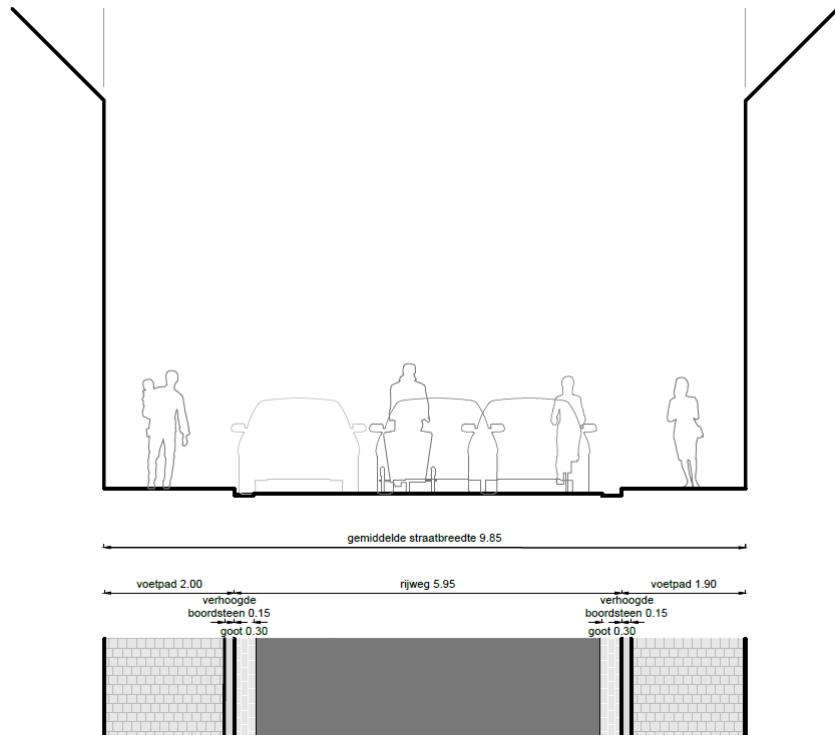 gemiddelde straatbreedte 9.85
voetpad 2.00
rijweg 5.95
voetpad 1.90
verhoogde
boordsteen 0.15
goot 0.30
verhoogde
boordsteen 0.15
goot 0.30